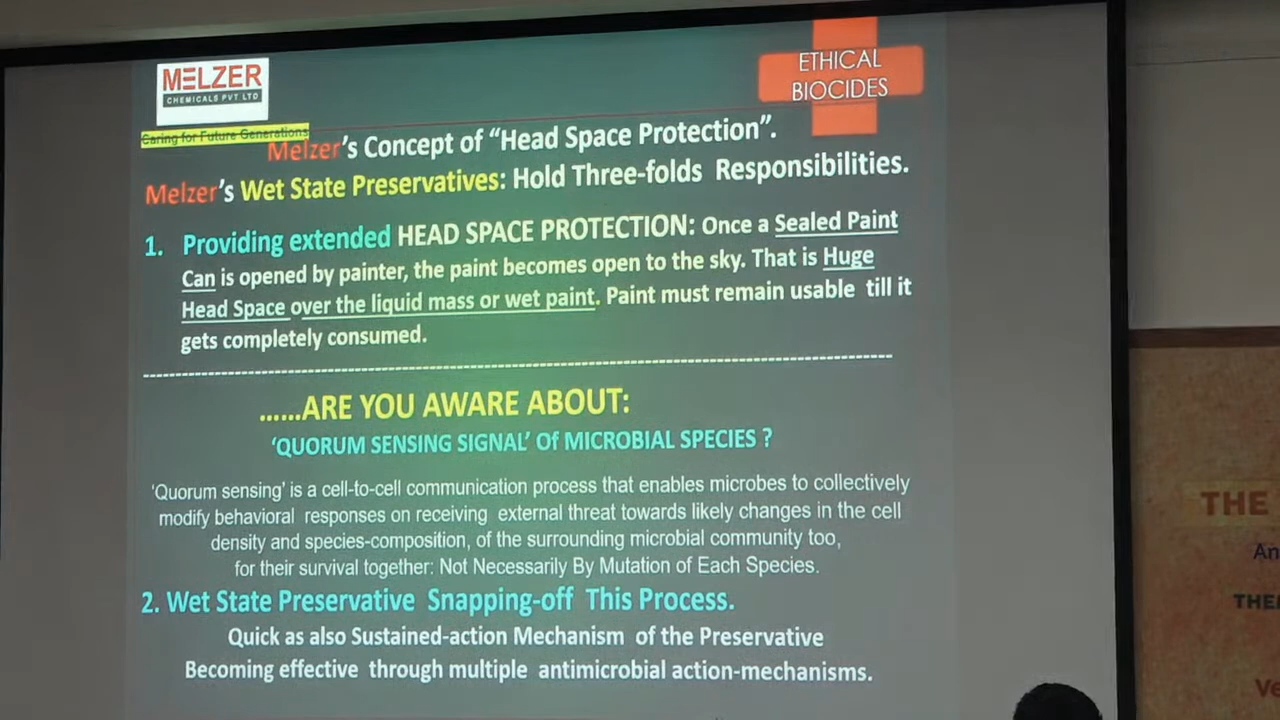 MELZER
CHEMICALS PVT LTD
Caring for Future Generations
ETHICAL
BIOCIDES
Melzer's Concept of “Head Space Protection”.
Melzer's Wet State Preservatives: Hold Three-folds Responsibilities.
1. Providing extended HEAD SPACE PROTECTION: Once a Sealed Paint
Can is opened by painter, the paint becomes open to the sky. That is Huge
Head Space over the liquid mass or wet paint. Paint must remain usable till it
gets completely consumed.
......ARE YOU AWARE ABOUT:
‘QUORUM SENSING SIGNAL’ Of MICROBIAL SPECIES ?
‘Quorum sensing’ is a cell-to-cell communication process that enables microbes to collectively
modify behavioral responses on receiving external threat towards likely changes in the cell
density and species-composition, of the surrounding microbial community too,
for their survival together: Not Necessarily By Mutation of Each Species.
2. Wet State Preservative Snapping-off This Process.
Quick as also Sustained-action Mechanism of the Preservative
Becoming effective through multiple antimicrobial action-mechanisms.
THE
An